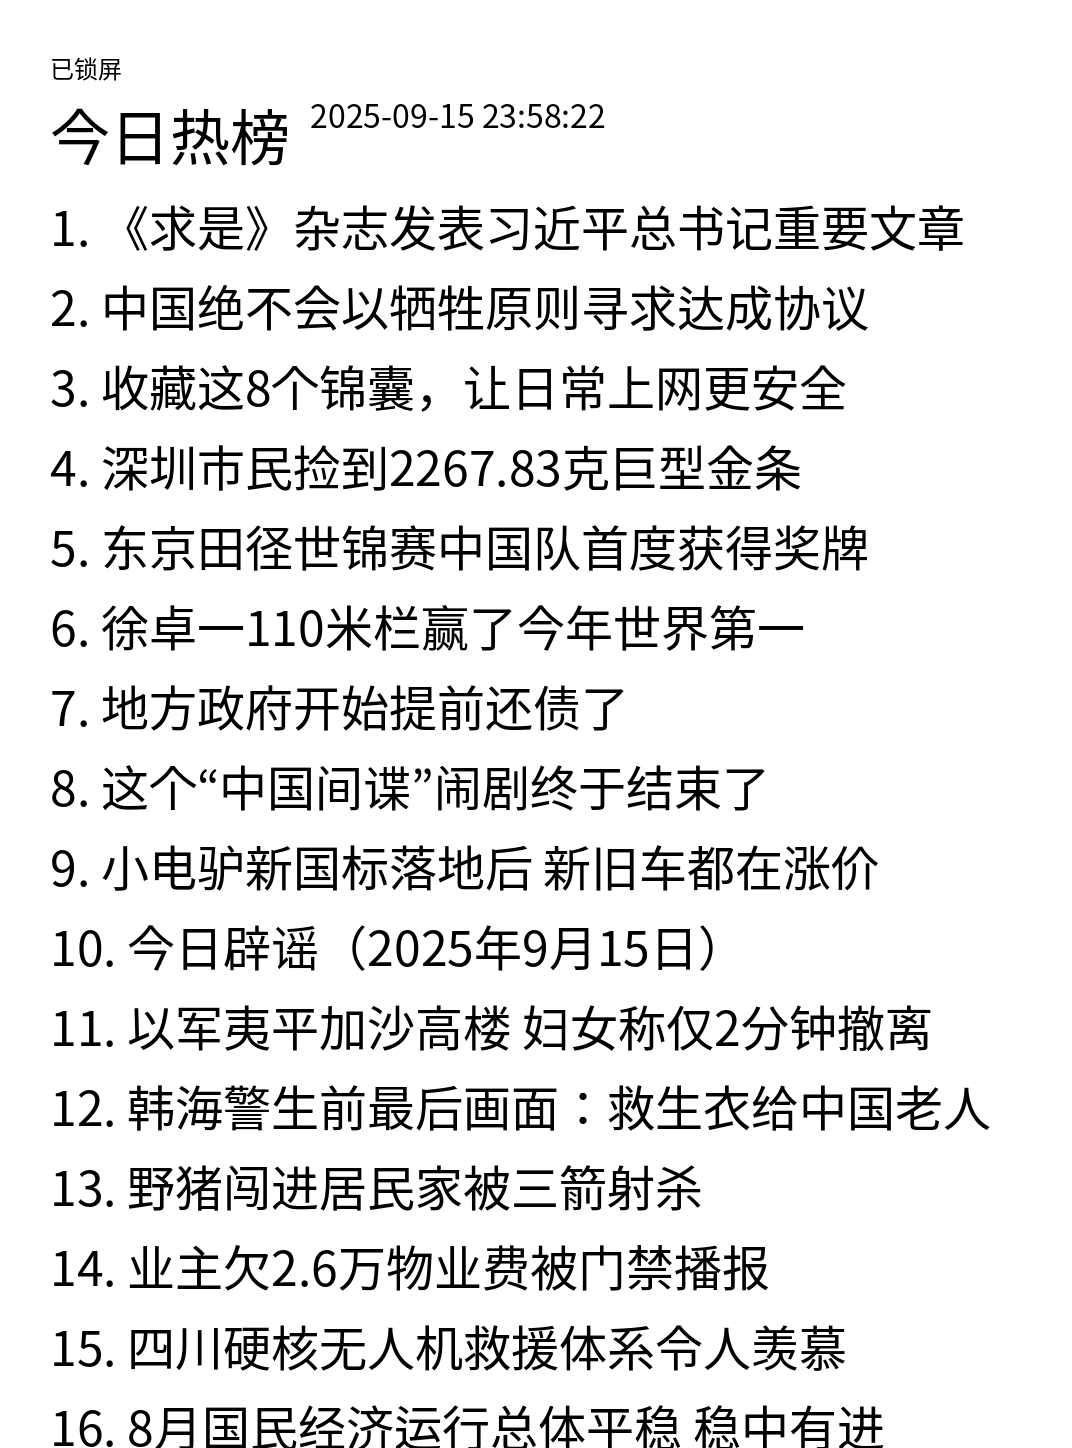 已锁屏
今日热榜 2025-09-15 23:58:22
1. 《求是》杂志发表习近平总书记重要文章
2. 中国绝不会以牺牲原则寻求达成协议
3. 收藏这8个锦囊，让日常上网更安全
4. 深圳市民捡到2267.83克巨型金条
5. 东京田径世锦赛中国队首度获得奖牌
6. 徐卓一110米栏赢了今年世界第一
7. 地方政府开始提前还债了
8. 这个“中国间谍”闹剧终于结束了
9. 小电驴新国标落地后 新旧车都在涨价
10. 今日辟谣（2025年9月15日）
11. 以军夷平加沙高楼 妇女称仅2分钟撤离
12. 韩海警生前最后画面：救生衣给中国老人
13. 野猪闯进居民家被三箭射杀
14. 业主欠2.6万物业费被门禁播报
15. 四川硬核无人机救援体系令人羡慕
16. 8月国民经济运行总体平稳 稳中有进